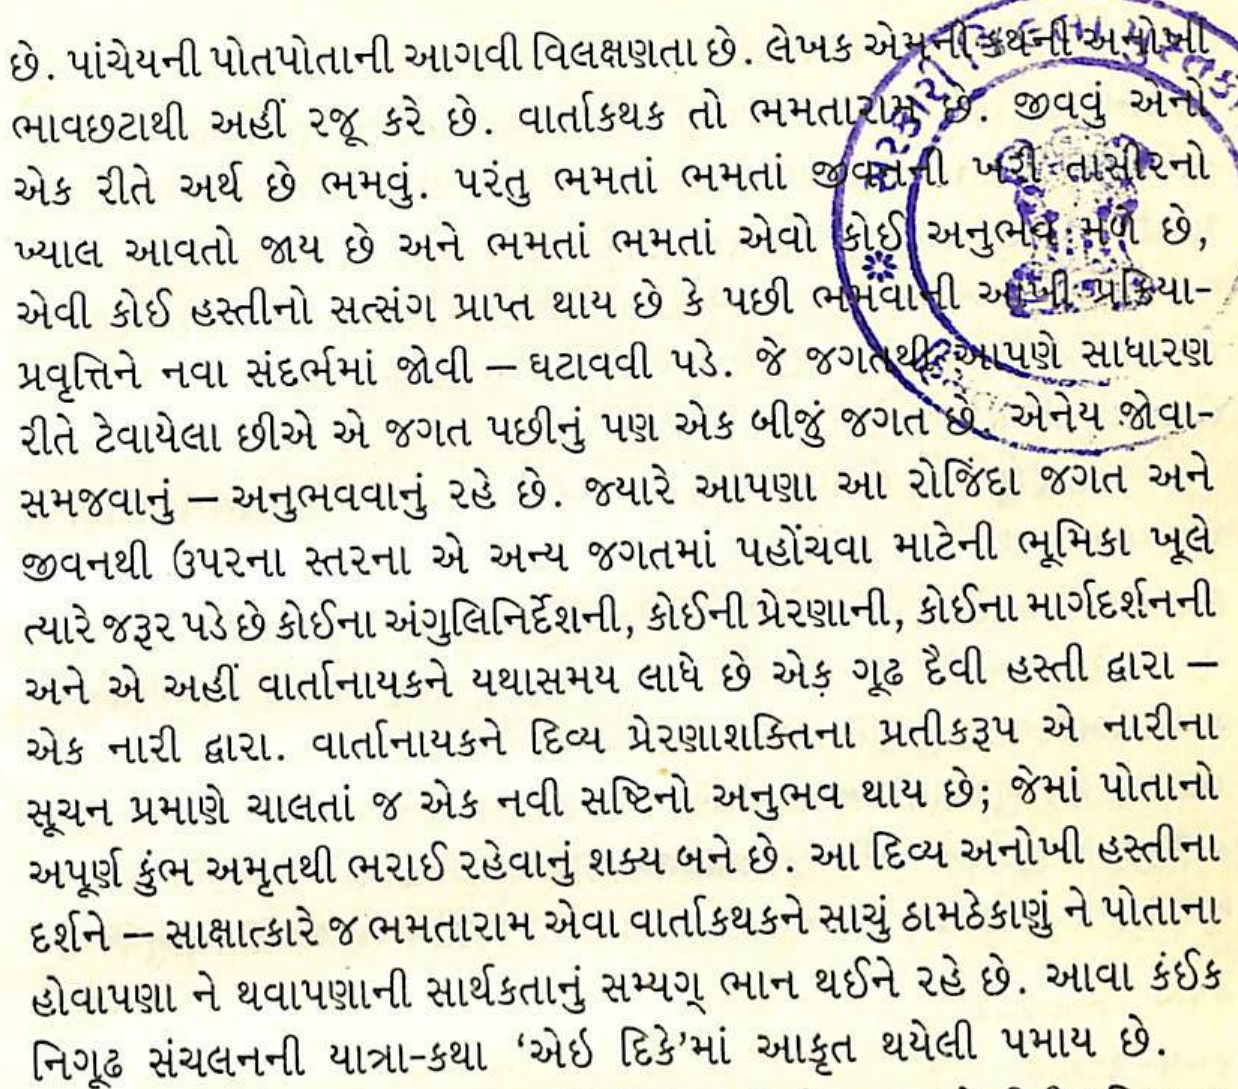 છે. પાંચેયની પોતપોતાની આગવી વિલક્ષણતા છે. લેખક એમની કથની અનોખી
ભાવછટાથી અહીં રજૂ કરે છે. વાર્તાકથક તો ભમતારામ છે. જીવવું એનો
એક રીતે અર્થ છે ભમવું. પરંતુ ભમતાં ભમતાં જીવનની ખરી તાસીરનો
ખ્યાલ આવતો જાય છે અને ભમતાં ભમતાં એવો કોઈ અનુભવ મળે છે,
એવી કોઈ હસ્તીનો સત્સંગ પ્રાપ્ત થાય છે કે પછી ભમવાની આખી પ્રક્રિયા-
પ્રવૃત્તિને નવા સંદર્ભમાં જોવી – ઘટાવવી પડે. જે જગતથી આપણે સાધારણ
રીતે ટેવાયેલા છીએ એ જગત પછીનું પણ એક બીજું જગત છે. એનેય જોવા-
સમજવાનું – અનુભવવાનું રહે છે. જ્યારે આપણા આ રોજિંદા જગત અને
જીવનથી ઉપરના સ્તરના એ અન્ય જગતમાં પહોંચવા માટેની ભૂમિકા ખૂલે
ત્યારે જરૂર પડે છે કોઈના અંગુલિનિર્દેશની, કોઈની પ્રેરણાની, કોઈના માર્ગદર્શનની
અને એ અહીં વાર્તાનાયકને યથાસમય લાધે છે એક ગૂઢ દૈવી હસ્તી દ્વારા –
એક નારી દ્વારા. વાર્તાનાયકને દિવ્ય પ્રેરણાશક્તિના પ્રતીકરૂપ એ નારીના
સૂચન પ્રમાણે ચાલતાં જ એક નવી સષ્ટિનો અનુભવ થાય છે; જેમાં પોતાનો
અપૂર્ણ કુંભ અમૃતથી ભરાઈ રહેવાનું શક્ય બને છે. આ દિવ્ય અનોખી હસ્તીના
દર્શને – સાક્ષાત્કારે જ ભમતારામ એવા વાર્તાકથકને સાચું ઠામઠેકાણું ને પોતાના
હોવાપણા ને થવાપણાની સાર્થકતાનું સમ્યગ્ ભાન થઈને રહે છે. આવા કંઈક
નિગૂઢ સંચલનની યાત્રા-કથા ‘એઇ દિકે’માં આકૃત થયેલી પમાય છે.